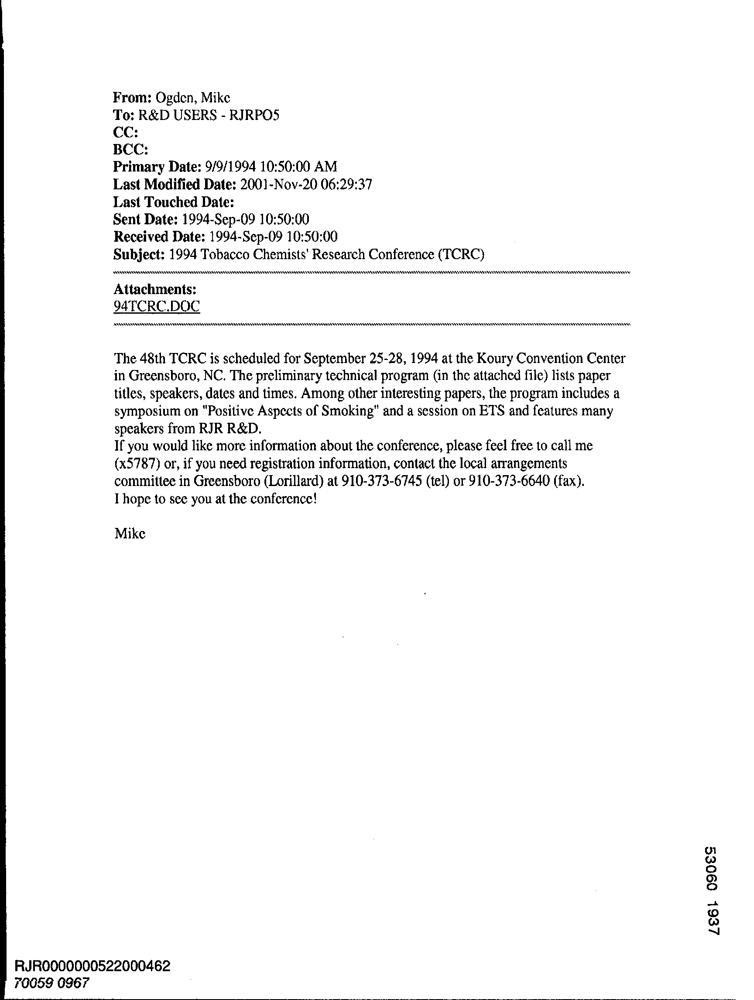 From: Ogden, Mike
To: R&D USERS - RJRPO5
CC:
BCC:
Primary Date: 9/9/1994 10:50:00 AM
Last Modified Date: 2001-Nov-20 06:29:37
Last Touched Date:
Sent Date: 1994-Sep-09 10:50:00
Received Date: 1994-Sep-09 10:50:00
Subject: 1994 Tobacco Chemists' Research Conference (TCRC)
Attachments:
94TCRC.DOC
The 48th TCRC is scheduled for September 25-28, 1994 at the Koury Convention Center
in Greensboro, NC. The preliminary technical program (in the attached file) lists paper
titles, speakers, dates and times. Among other interesting papers, the program includes a
symposium on "Positive Aspects of Smoking" and a session on ETS and features many
speakers from RJR R&D.
If you would like more information about the conference, please feel free to call me
(x5787) or, if you need registration information, contact the local arrangements
committee in Greensboro (Lorillard) at 910-373-6745 (tel) or 910-373-6640 (fax).
I hope to see you at the conference!
Mike
53060 1937
RJR0000000522000462
70059 0967